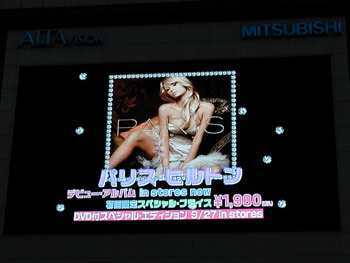 ALTA VISION
MITSUBISHI
PARIS
パリス・ヒルトン
デビュー・アルバム in stores now
初回限定スペシャル・プライス ¥1,980
DVD付スペシャル・エディション 9/27 in stores